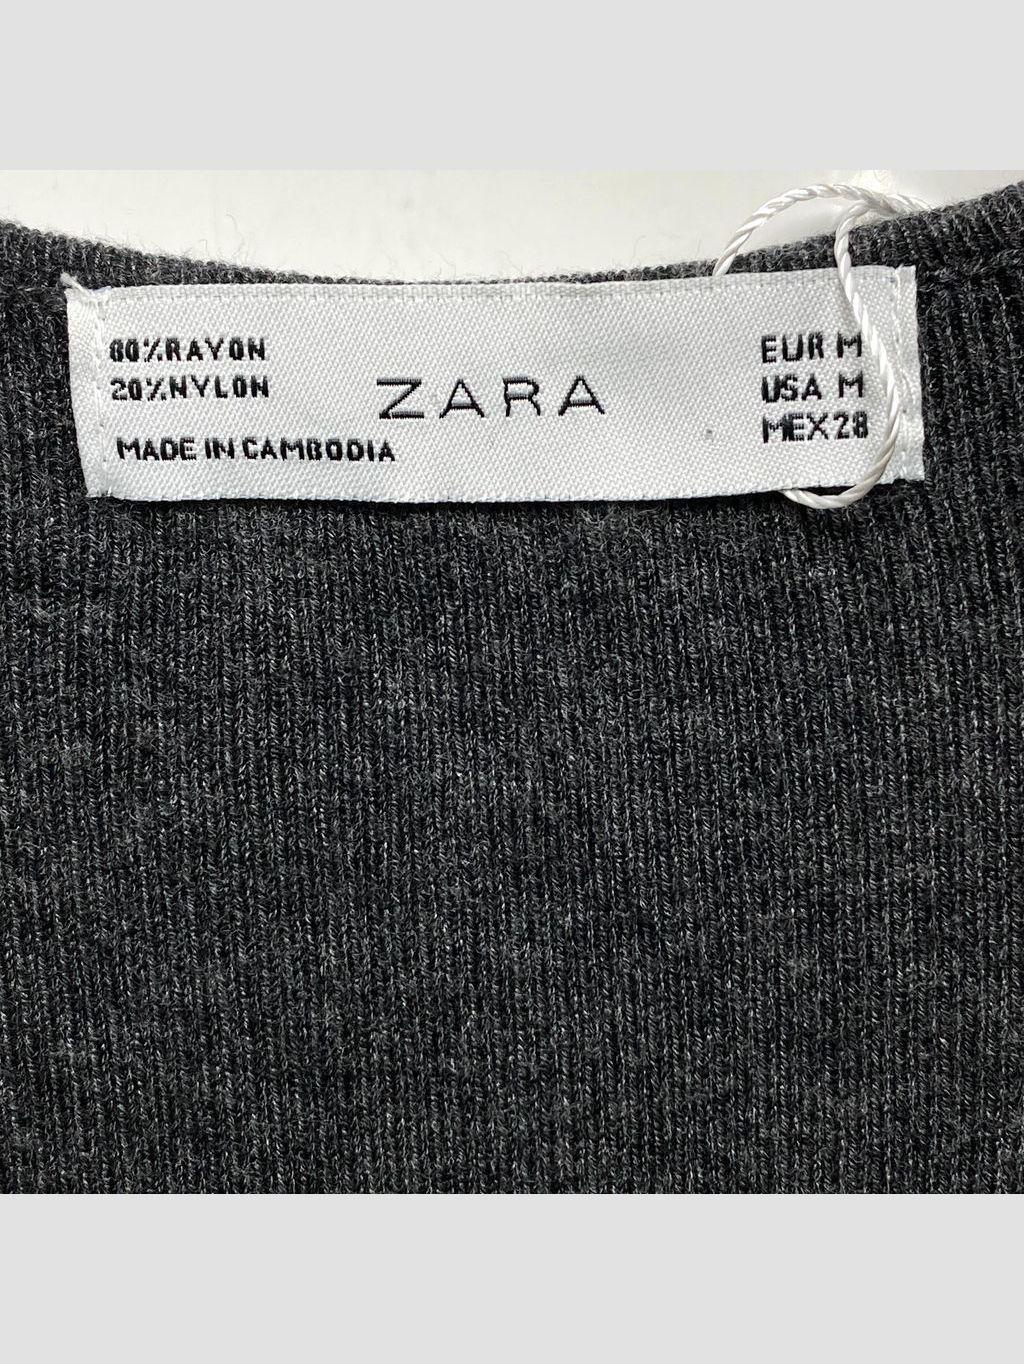 80%RAYON
20%NYLON
MADE IN CAMBODIA
ZARA
EUR M
USA M
MEX 28